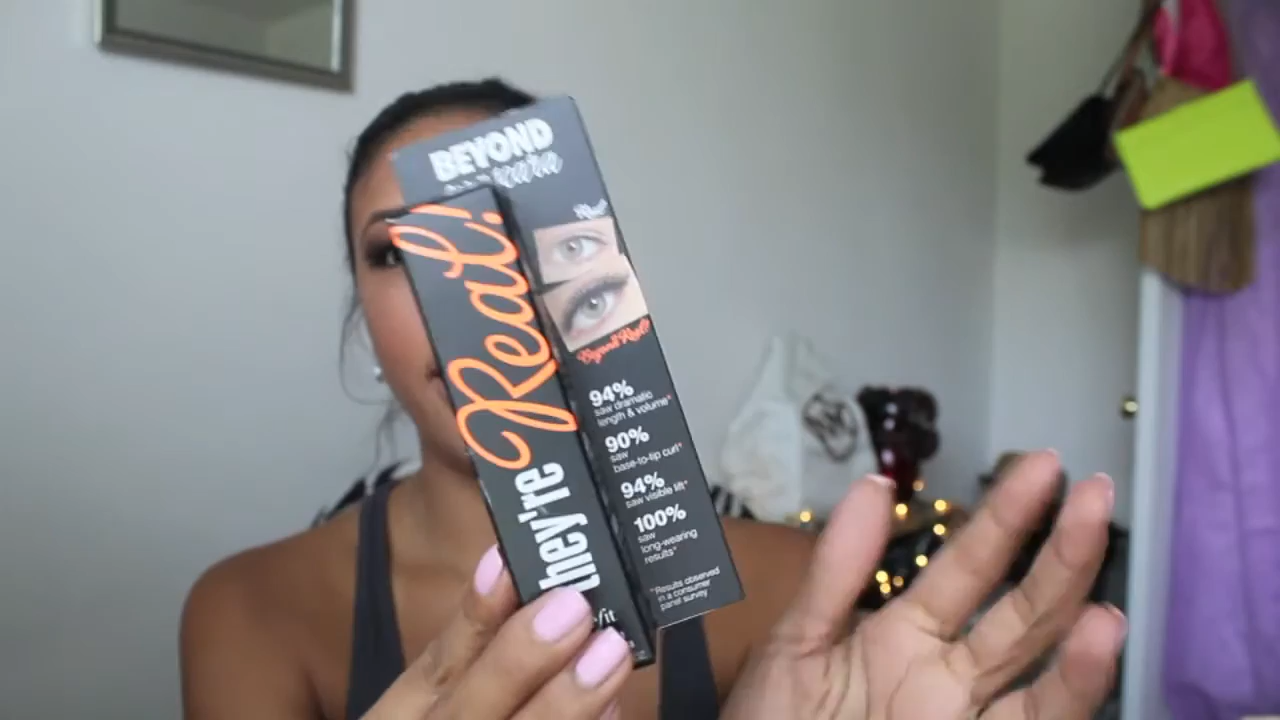 BEYOND
mascara
they're Real!
Real!
Beyond Real!
94%
saw dramatic
length & volume*
90%
saw
base-to-tip curl*
94%
saw visible lift*
100%
saw
long-wearing
results*
*Results observed
in a consumer
panel survey